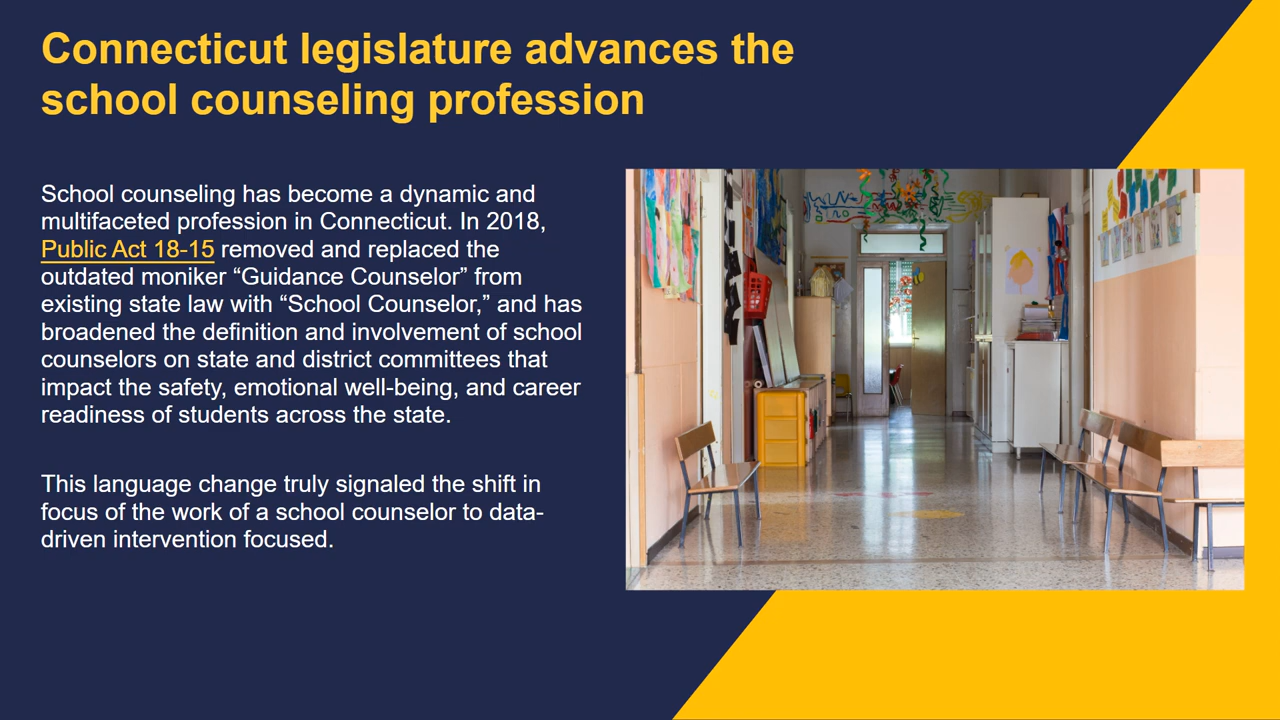 Connecticut legislature advances the
school counseling profession
School counseling has become a dynamic and
multifaceted profession in Connecticut. In 2018,
Public Act 18-15 removed and replaced the
outdated moniker “Guidance Counselor” from
existing state law with “School Counselor,” and has
broadened the definition and involvement of school
counselors on state and district committees that
impact the safety, emotional well-being, and career
readiness of students across the state.
This language change truly signaled the shift in
focus of the work of a school counselor to data-
driven intervention focused.